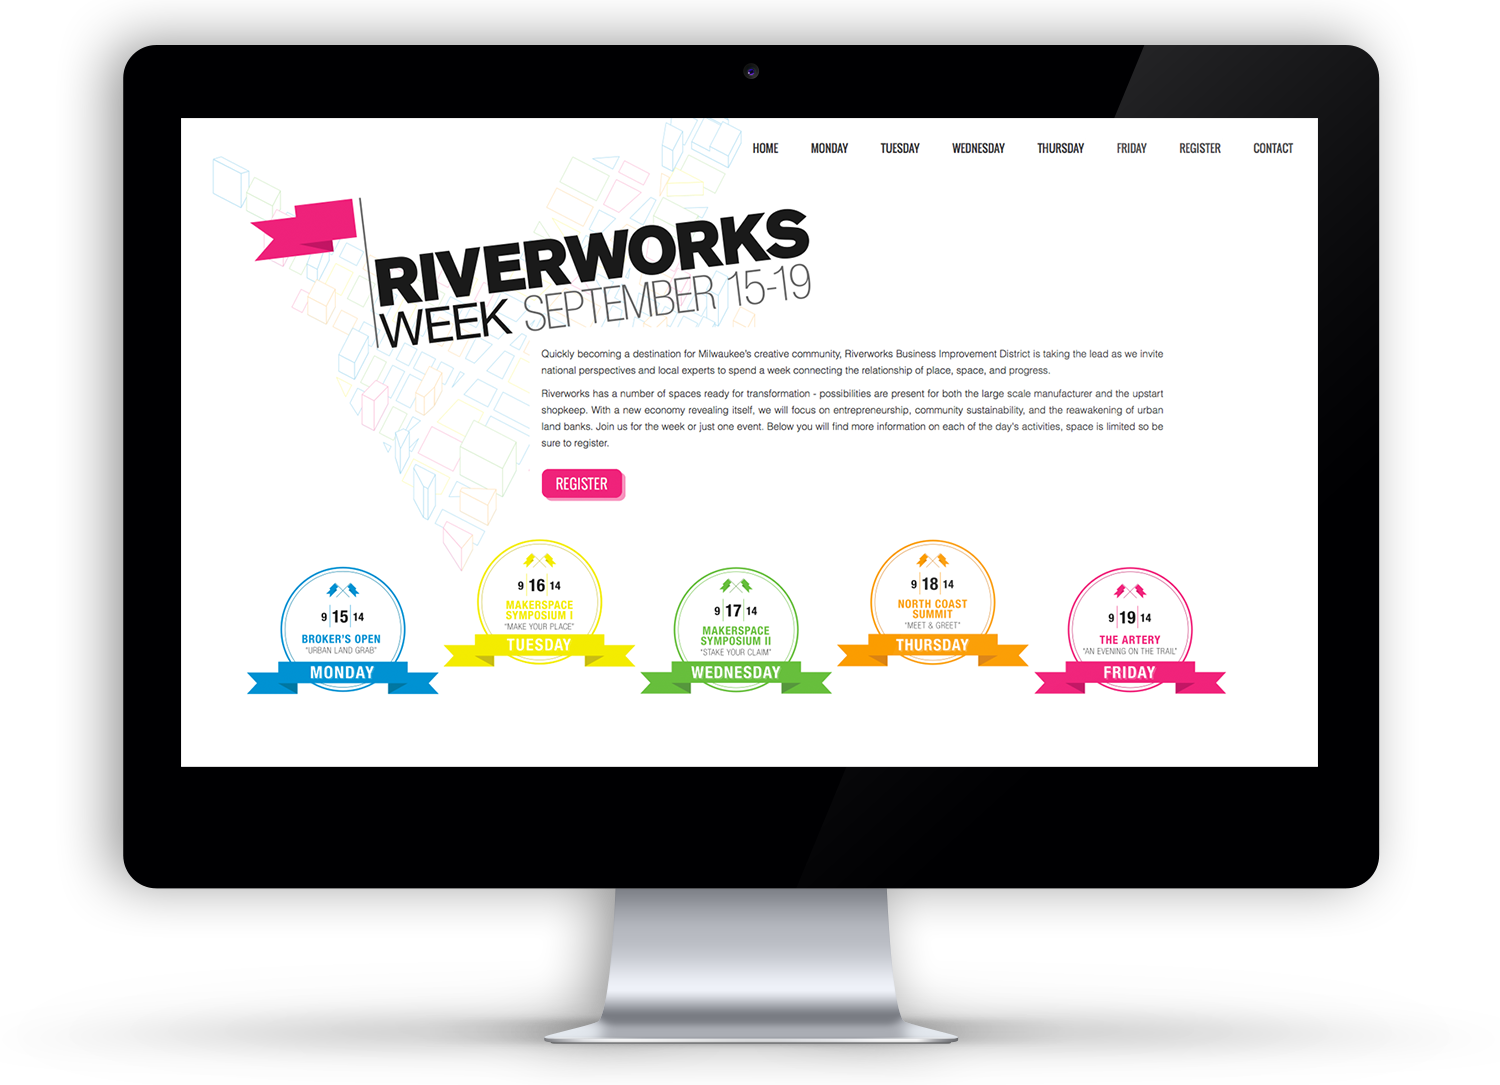 HOME MONDAY TUESDAY WEDNESDAY THURSDAY FRIDAY REGISTER CONTACT
RIVERWORKS
WEEK SEPTEMBER 15-19
Quickly becoming a destination for Milwaukee's creative community, Riverworks Business Improvement District is taking the lead as we invite
national perspectives and local experts to spend a week connecting the relationship of place, space, and progress.
Riverworks has a number of spaces ready for transformation - possibilities are present for both the large scale manufacturer and the upstart
shopkeep. With a new economy revealing itself, we will focus on entrepreneurship, community sustainability, and the reawakening of urban
land banks. Join us for the week or just one event. Below you will find more information on each of the day's activities, space is limited so be
sure to register.
REGISTER
9 15 14
BROKER'S OPEN
"URBAN LAND GRAB"
MONDAY
9 16 14
MAKERSPACE
SYMPOSIUM I
"MAKE YOUR PLACE"
TUESDAY
9 17 14
MAKERSPACE
SYMPOSIUM II
"STAKE YOUR CLAIM"
WEDNESDAY
9 18 14
NORTH COAST
SUMMIT
"MEET & GREET"
THURSDAY
9 19 14
THE ARTERY
"AN EVENING ON THE TRAIL"
FRIDAY